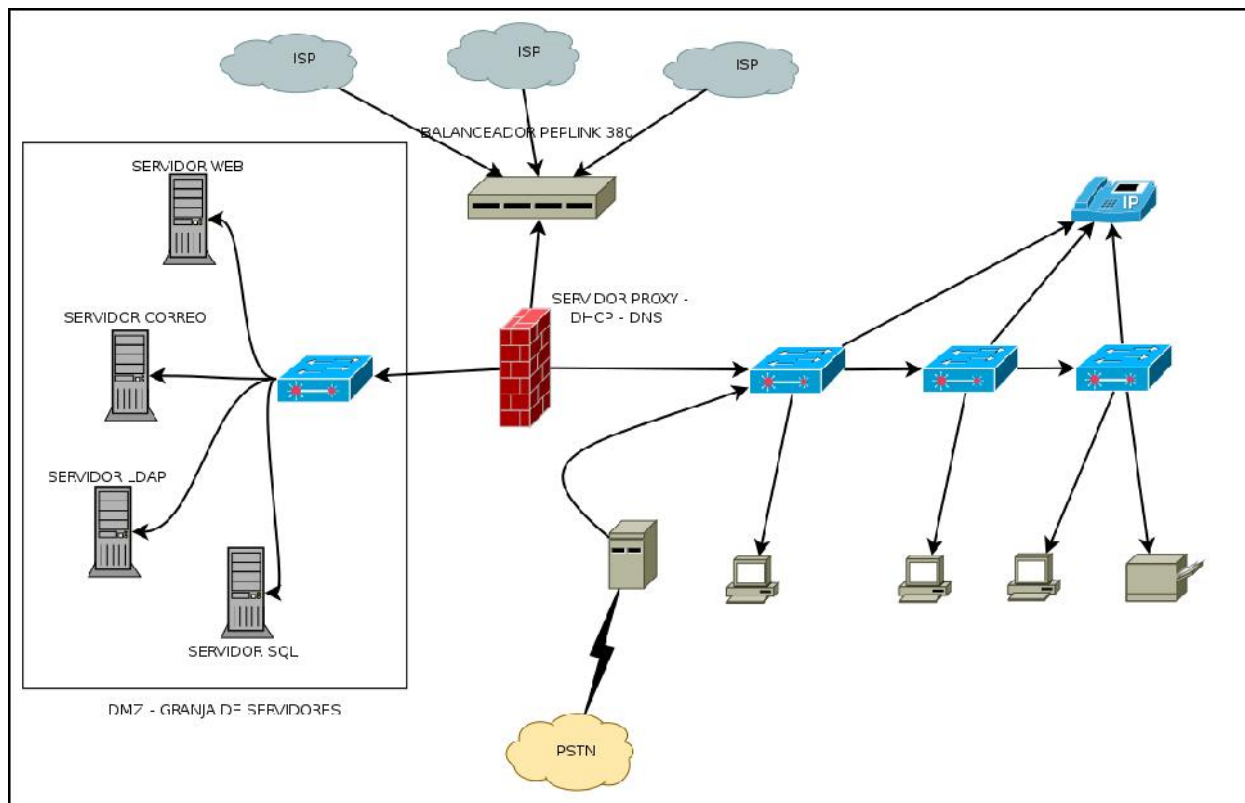 ISP
ISP
ISP
BALANCEADOR PEPLINK 380
SERVIDOR WEB
IP
SERVIDOR PROXY -
DHCP - DNS
SERVIDOR CORREO
SERVIDOR LDAP
SERVIDOR SQL
DMZ - GRANJA DE SERVIDORES
PSTN